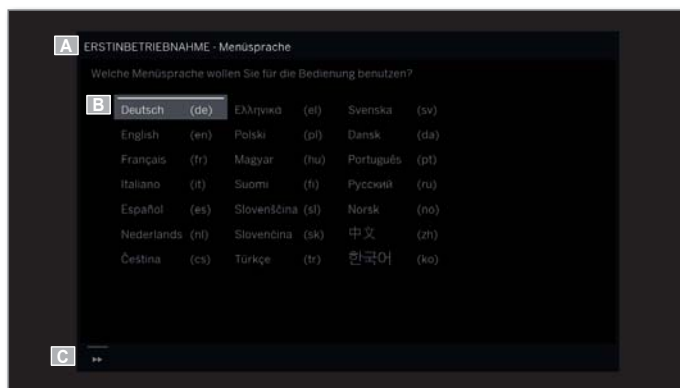 A ERSTINBETRIEBNAHME - Menüsprache
Welche Menüsprache wollen Sie für die Bedienung benutzen?
B Deutsch (de) Ελληνικά (el) Svenska (sv)
English (en) Polski (pl) Dansk (da)
Français (fr) Magyar (hu) Português (pt)
Italiano (it) Suomi (fi) Русский (ru)
Español (es) Slovenščina (sl) Norsk (no)
Nederlands (nl) Slovenčina (sk) 中文 (zh)
Čeština (cs) Türkçe (tr) 한국어 (ko)
C